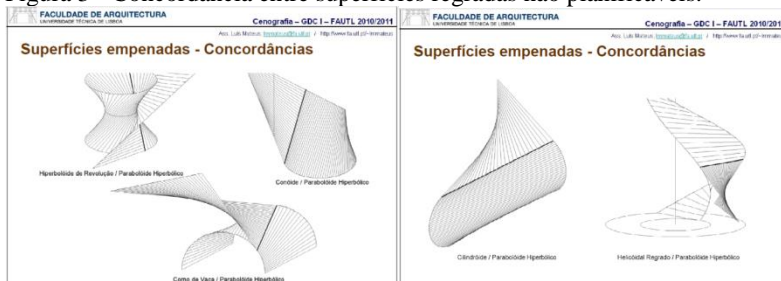 Figura 3 - Concordância entre superfícies regradas não planificáveis.
FACULDADE DE ARQUITECTURA
UNIVERSIDADE TÉCNICA DE LISBOA
Cenografia – GDC I – FAUTL 2010/2011
Superfícies empenadas - Concordâncias
Hiperbolóide de Revolução / Parabolóide Hiperbólico
Conóide / Parabolóide Hiperbólico
Corno da Vaca / Parabolóide Hiperbólico
FACULDADE DE ARQUITECTURA
UNIVERSIDADE TÉCNICA DE LISBOA
Cenografia – GDC I – FAUTL 2010/2011
Superfícies empenadas - Concordâncias
Cilindróide / Parabolóide Hiperbólico
Helicoidal Regrado / Parabolóide Hiperbólico